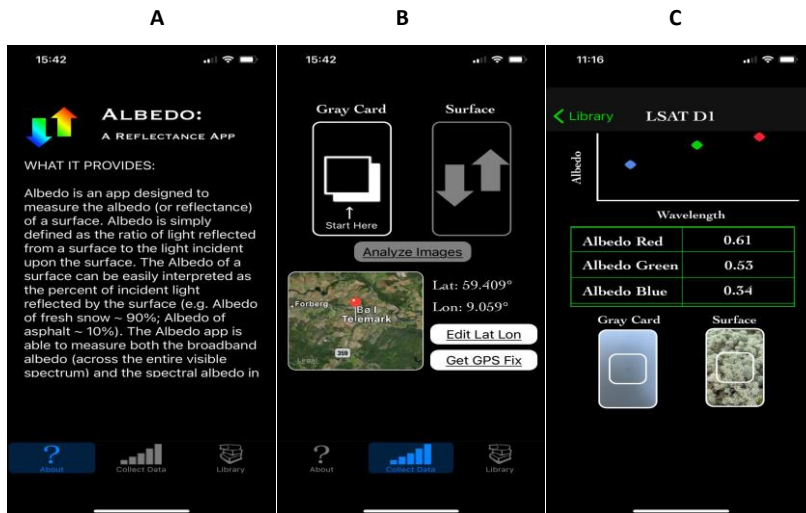 A
15:42
ALBEDO:
A REFLECTANCE APP
WHAT IT PROVIDES:
Albedo is an app designed to
measure the albedo (or reflectance)
of a surface. Albedo is simply
defined as the ratio of light reflected
from a surface to the light incident
upon the surface. The Albedo of a
surface can be easily interpreted as
the percent of incident light
reflected by the surface (e.g. Albedo
of fresh snow ~ 90%; Albedo of
asphalt ~ 10%). The Albedo app is
able to measure both the broadband
albedo (across the entire visible
spectrum) and the spectral albedo in
?
About
Collect Data
Library
B
15:42
Gray Card
Surface
Start Here
Analyze Images
Forberg
Bø I
Telemark
359
Legal
Lat: 59.409°
Lon: 9.059°
Edit Lat Lon
Get GPS Fix
?
About
Collect Data
Library
C
11:16
Library
LSAT D1
Albedo
Wavelength
Albedo Red 0.61
Albedo Green 0.53
Albedo Blue 0.34
Gray Card
Surface